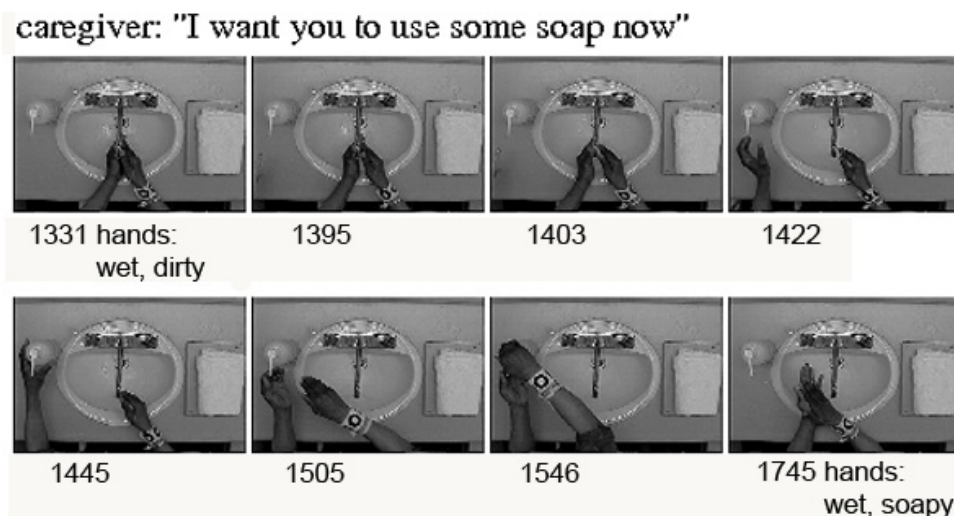 caregiver: "I want you to use some soap now"
1331 hands:
wet, dirty
1395
1403
1422
1445
1505
1546
1745 hands:
wet, soapy